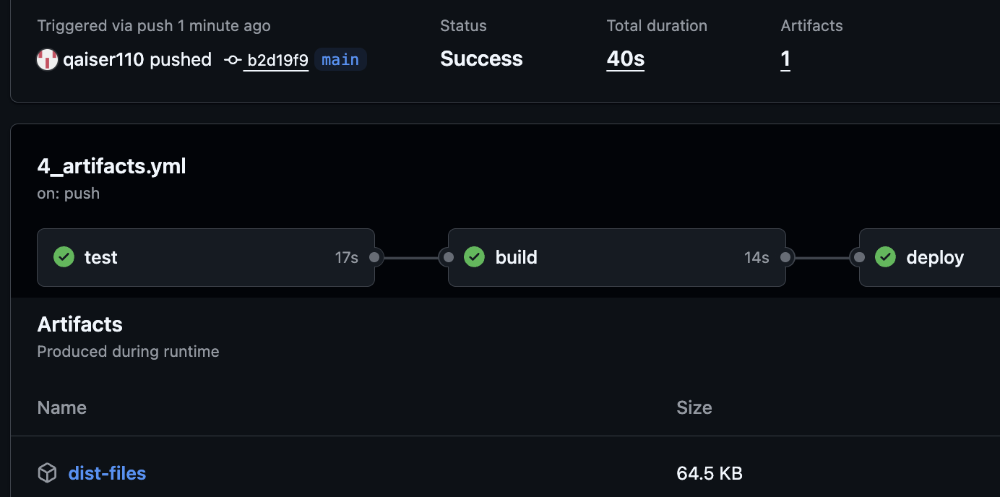 Triggered via push 1 minute ago
Status
Total duration
Artifacts
qaiser110 pushed b2d19f9 main
Success
40s
1
4_artifacts.yml
on: push
test 17s
build 14s
deploy
Artifacts
Produced during runtime
Name Size
dist-files 64.5 KB